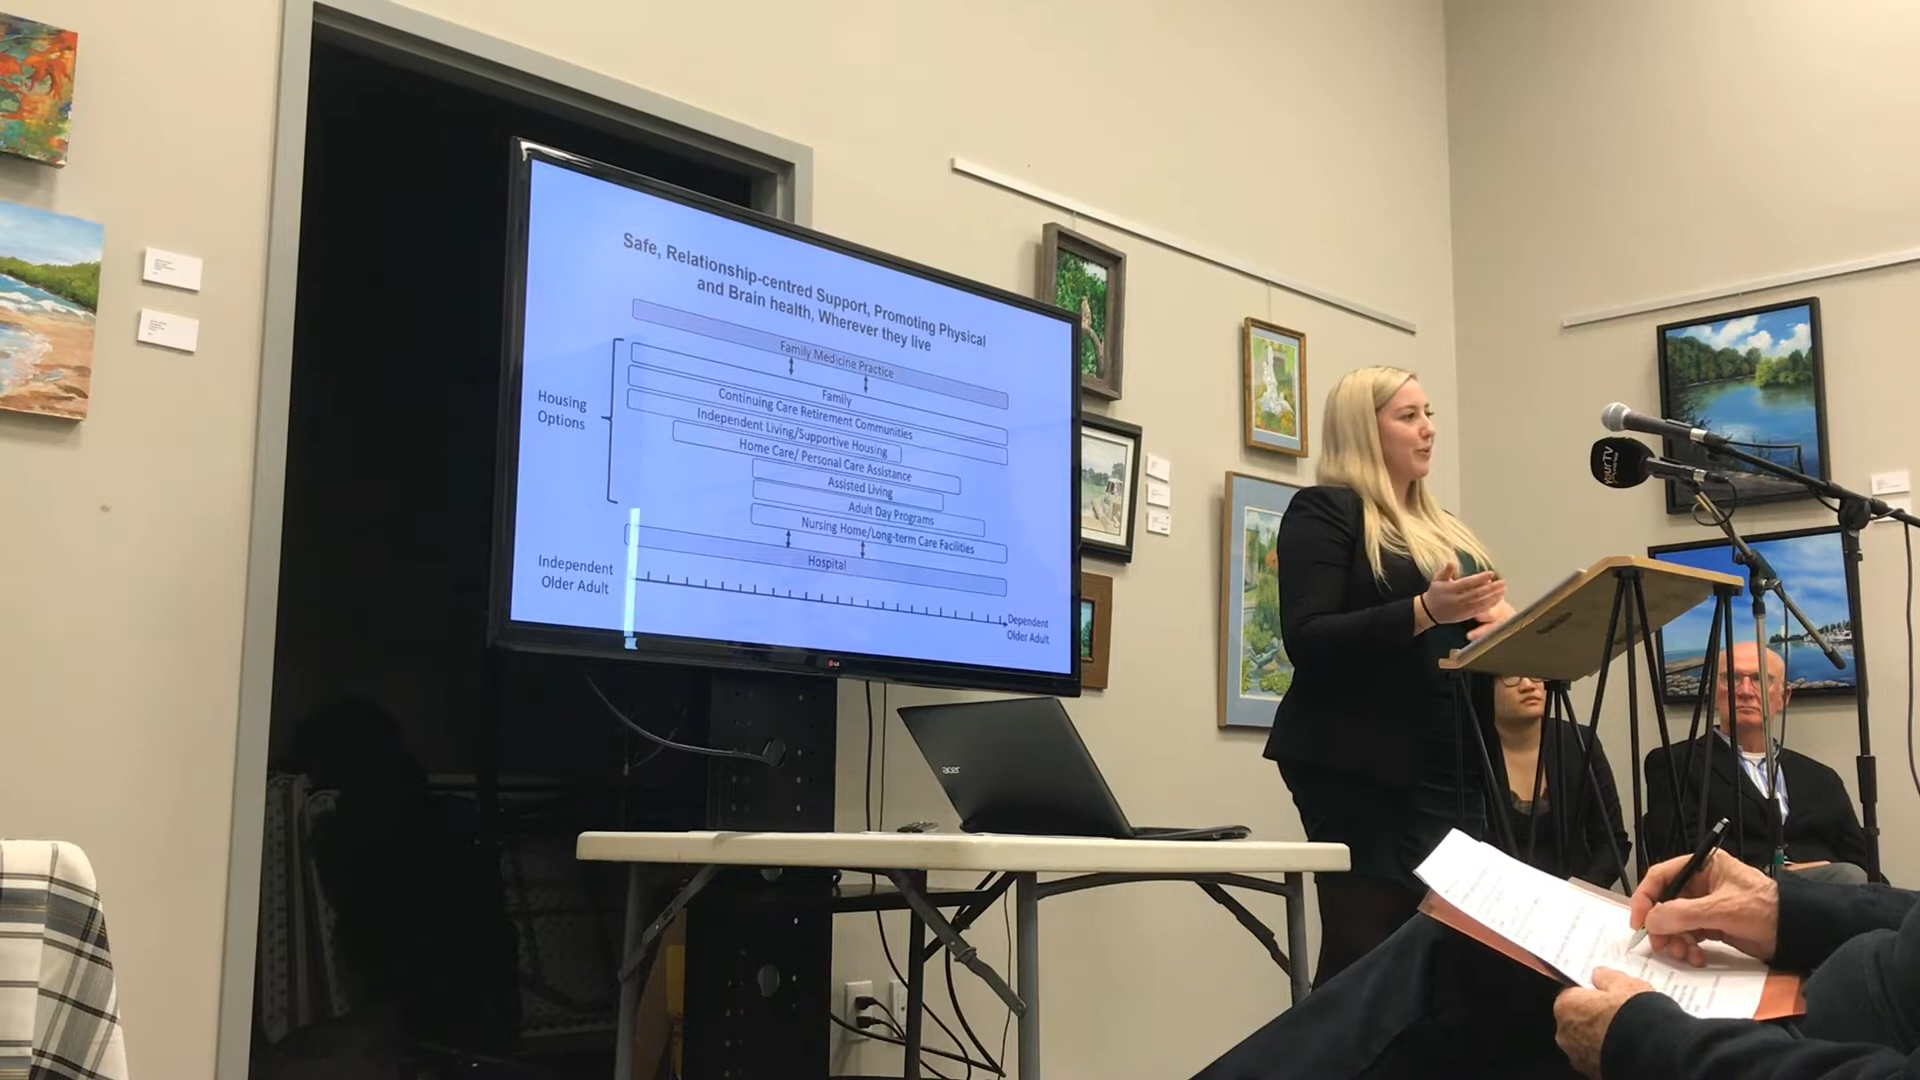 Safe, Relationship-centred Support, Promoting Physical
and Brain health, Wherever they live
Family Medicine Practice
Housing
Options
Family
Continuing Care Retirement Communities
Independent Living/Supportive Housing
Home Care/ Personal Care Assistance
Assisted Living
Adult Day Programs
Nursing Home/Long-term Care Facilities
Hospital
Independent
Older Adult
Dependent
Older Adult
LG
acer
yourTV